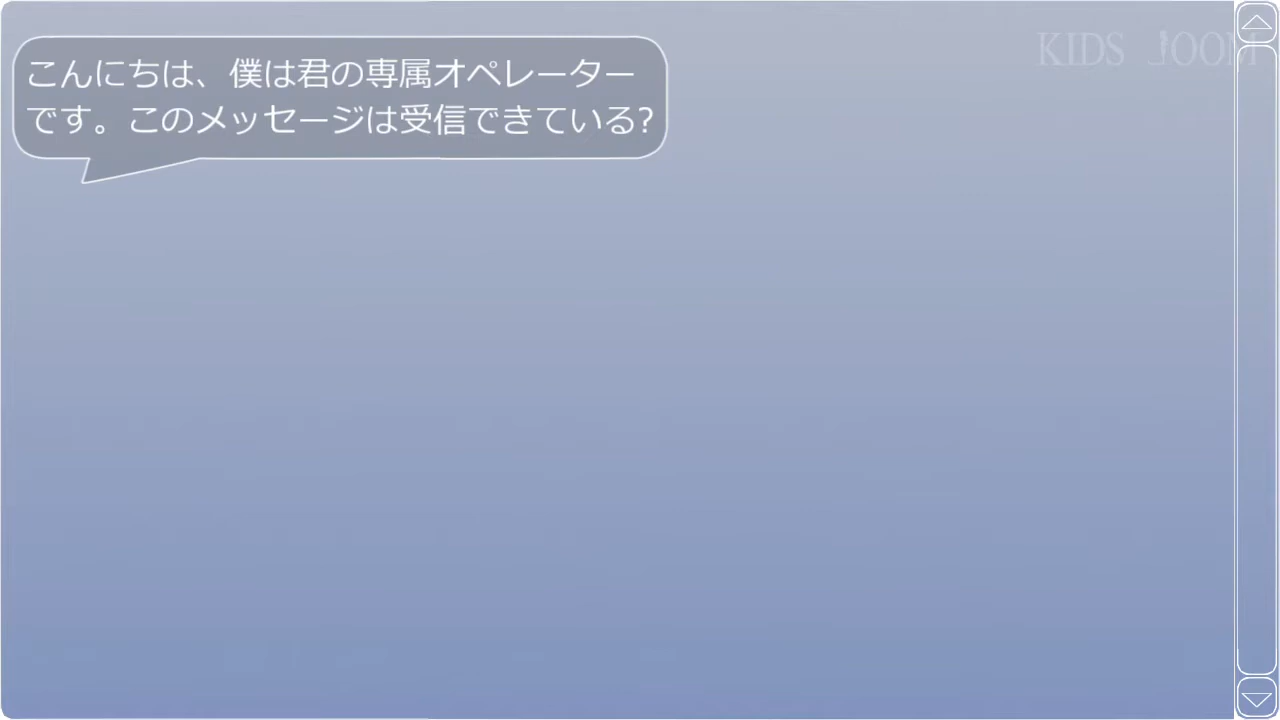 KIDS JOOM
こんにちは、僕は君の専属オペレーター
です。このメッセージは受信できている?